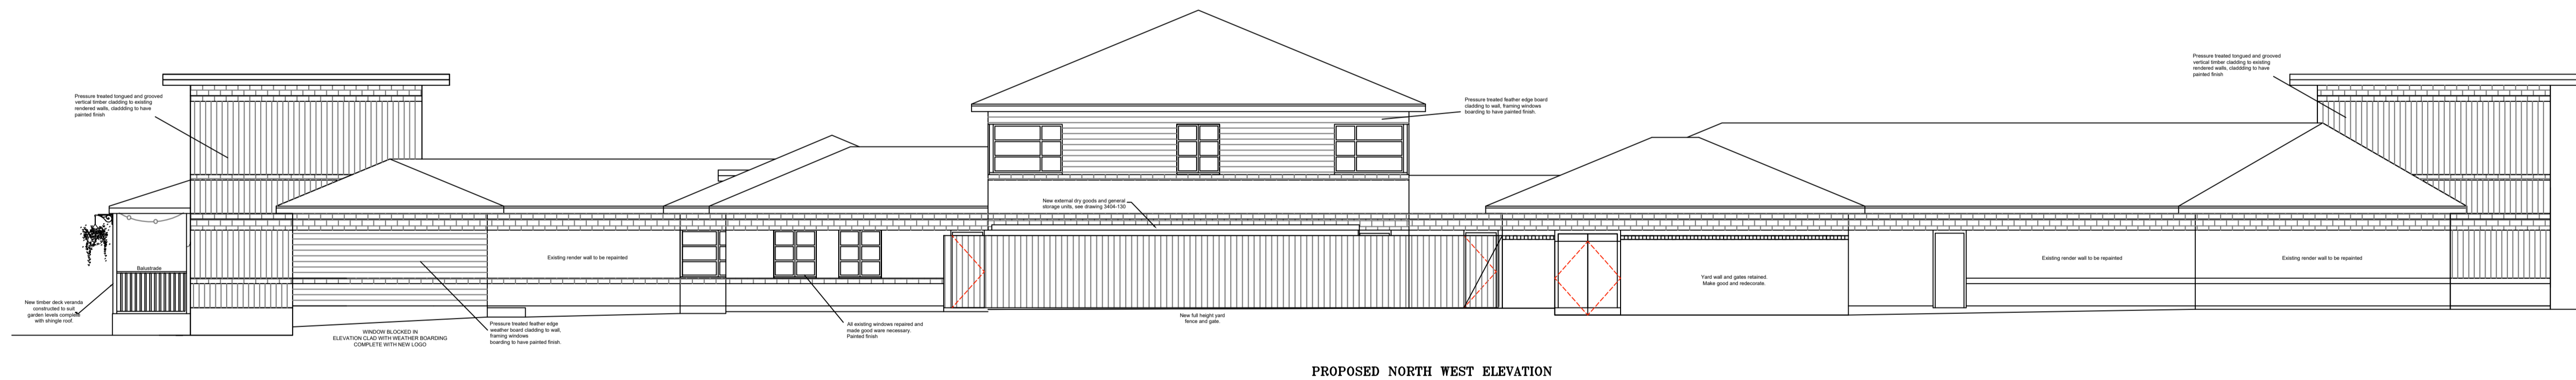 Pressure treated tongued and grooved
vertical timber cladding to existing
rendered walls, claddding to have
painted finish
Pressure treated feather edge board
cladding to wall, framing windows
boarding to have painted finish.
Pressure treated tongued and grooved
vertical timber cladding to existing
rendered walls, claddding to have
painted finish
New external dry goods and general
storage units, see drawing 3404-130
Balustrade
Existing render wall to be repainted
Yard wall and gates retained.
Make good and redecorate.
Existing render wall to be repainted
Existing render wall to be repainted
New timber deck veranda
construcuted to suit
garden levels complete
with shingle roof.
WINDOW BLOCKED IN
ELEVATION CLAD WITH WEATHER BOARDING
COMPLETE WITH NEW LOGO
Pressure treated feather edge
weather board cladding to wall,
framing windows
boarding to have painted finish.
All existing windows repaired and
made good ware necessary.
Painted finish
New full height yard
fence and gate.
PROPOSED NORTH WEST ELEVATION